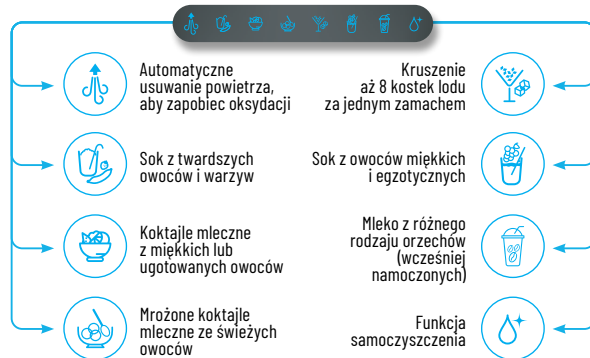 Automatyczne
usuwanie powietrza,
aby zapobiec oksydacji
Kruszenie
aż 8 kostek lodu
za jednym zamachem
Sok z twardszych
owoców i warzyw
Sok z owoców miękkich
i egzotycznych
Koktajle mleczne
z miękkich lub
ugotowanych owoców
Mleko z różnego
rodzaju orzechów
(wcześniej
namoczonych)
Mrożone koktajle
mleczne ze świeżych
owoców
Funkcja
samoczyszczenia